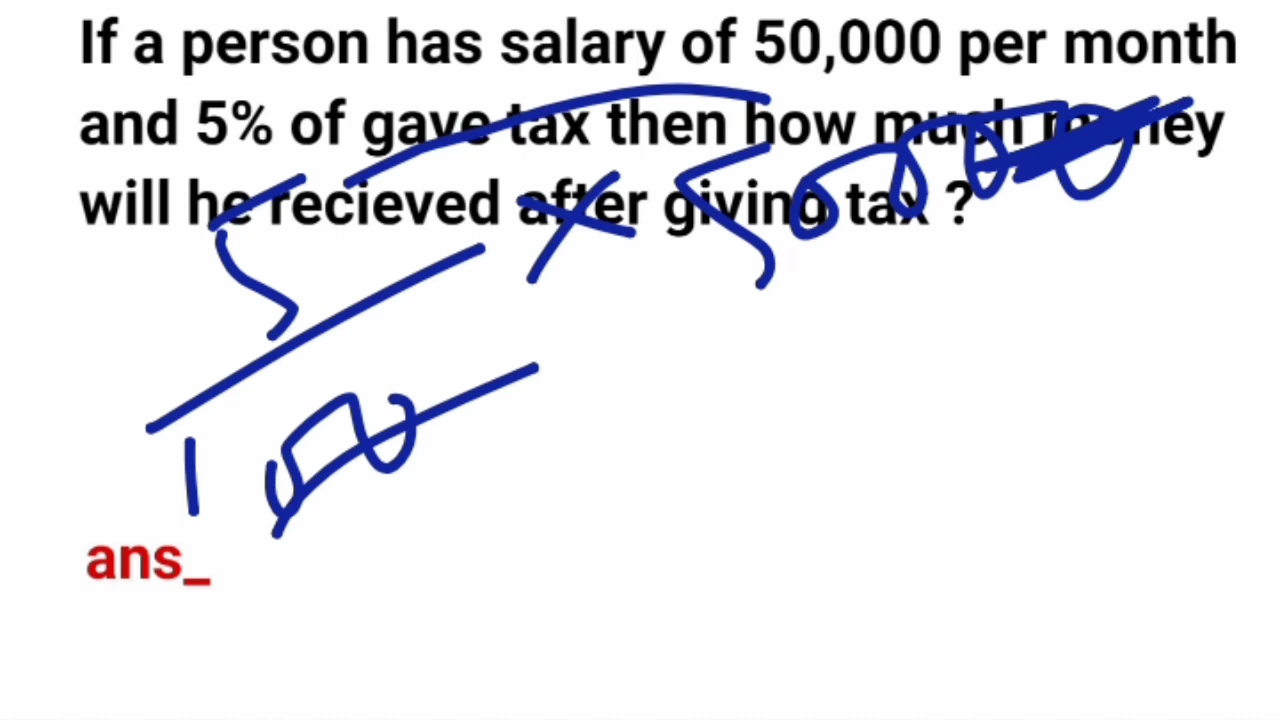 If a person has salary of 50,000 per month
and 5% of gave tax then how much money
will he recieved after giving tax ?
5 × 50000
100
ans_